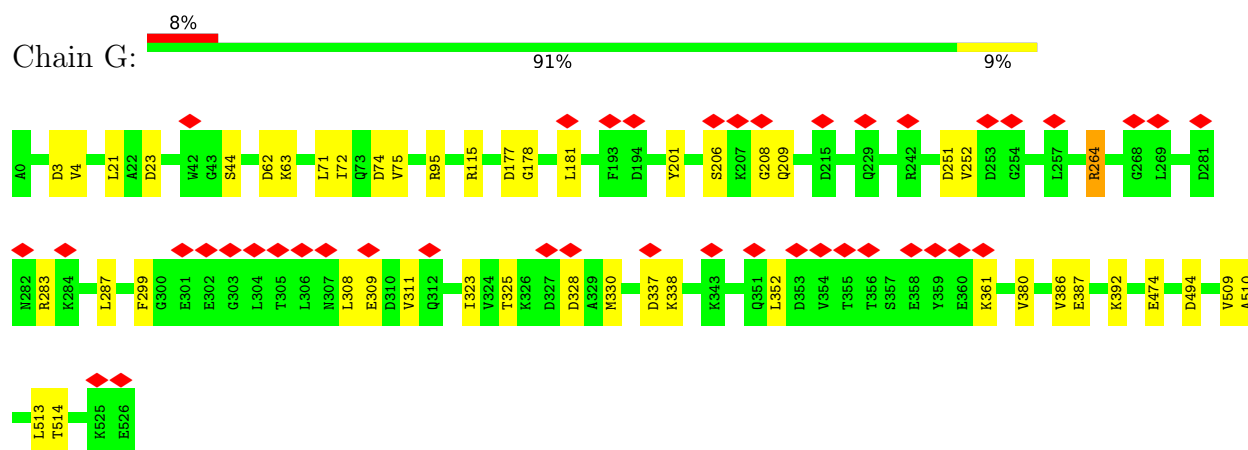 8%
Chain G:
91% 9%
A0 D3 V4 L21 A22 D23 W42 G43 S44 D62 K63 L71 I72 Q73 D74 V75 R95 R115 D177 G178 L181 F193 D194 Y201 S206 K207 G208 Q209 D215 Q229 R242 D251 V252 D253 G254 L257 R264 G268 L269 D281
N282 R283 K284 L287 F299 G300 E301 E302 G303 L304 T305 L306 N307 L308 E309 D310 V311 Q312 I323 V324 T325 K326 D327 D328 A329 M330 D337 K338 K343 Q351 L352 D353 V354 T355 T356 S357 E358 Y359 E360 K361 V380 V386 E387 K392 E474 D494 V509 A510
L513 T514 K525 E526